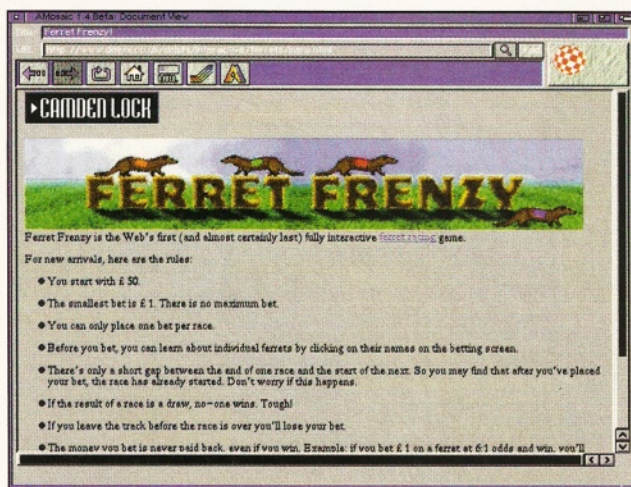 AMosaic 1.4 Beta: Document View
Title: Ferret Frenzy!
URL:
CAMDEN LOCK
FERRET FRENZY
Ferret Frenzy is the Web's first (and almost certainly last) fully interactive ferret racing game.
For new arrivals, here are the rules:
You start with £ 50.
The smallest bet is £ 1. There is no maximum bet.
You can only place one bet per race.
Before you bet, you can learn about individual ferrets by clicking on their names on the betting screen.
There's only a short gap between the end of one race and the start of the next. So you may find that after you've placed
your bet, the race has already started. Don't worry if this happens.
If the result of a race is a draw, no-one wins. Tough!
If you leave the track before the race is over you'll lose your bet.
The money you bet is never paid back, even if you win. Example: if you bet £ 1 on a ferret at 6:1 odds and win, you'll